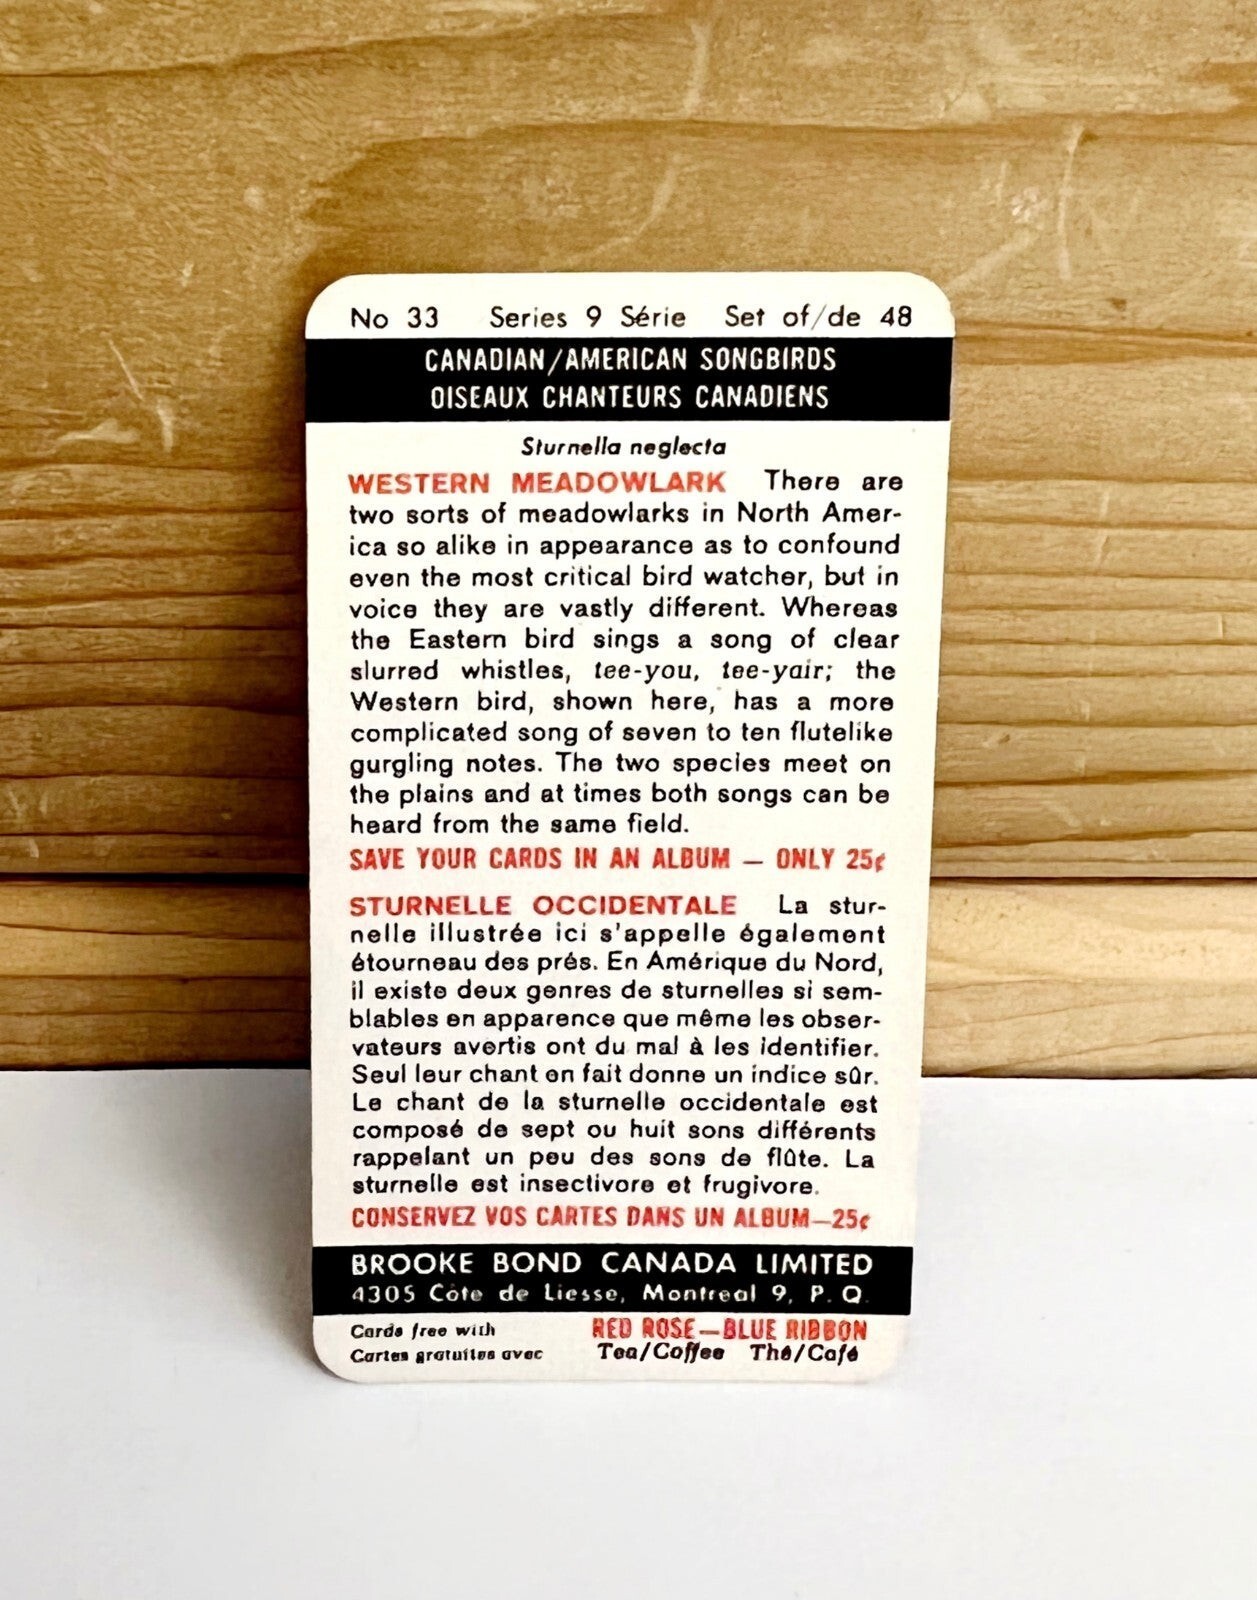 No 33 Series 9 Série Set of/de 48
CANADIAN/AMERICAN SONGBIRDS
OISEAUX CHANTEURS CANADIENS
Sturnella neglecta
WESTERN MEADOWLARK There are
two sorts of meadowlarks in North Amer-
ica so alike in appearance as to confound
even the most critical bird watcher, but in
voice they are vastly different. Whereas
the Eastern bird sings a song of clear
slurred whistles, tee-you, tee-yair; the
Western bird, shown here, has a more
complicated song of seven to ten flutelike
gurgling notes. The two species meet on
the plains and at times both songs can be
heard from the same field.
SAVE YOUR CARDS IN AN ALBUM — ONLY 25¢
STURNELLE OCCIDENTALE La stur-
nelle illustrée ici s'appelle également
étourneau des prés. En Amérique du Nord,
il existe deux genres de sturnelles si sem-
blables en apparence que même les obser-
vateurs avertis ont du mal à les identifier.
Seul leur chant en fait donne un indice sûr.
Le chant de la sturnelle occidentale est
composé de sept ou huit sons différents
rappelant un peu des sons de flûte. La
sturnelle est insectivore et frugivore.
CONSERVEZ VOS CARTES DANS UN ALBUM—25¢
BROOKE BOND CANADA LIMITED
4305 Côte de Liesse, Montreal 9, P. Q.
Cards free with RED ROSE—BLUE RIBBON
Cartes gratuites avec Tea/Coffee Thé/Café